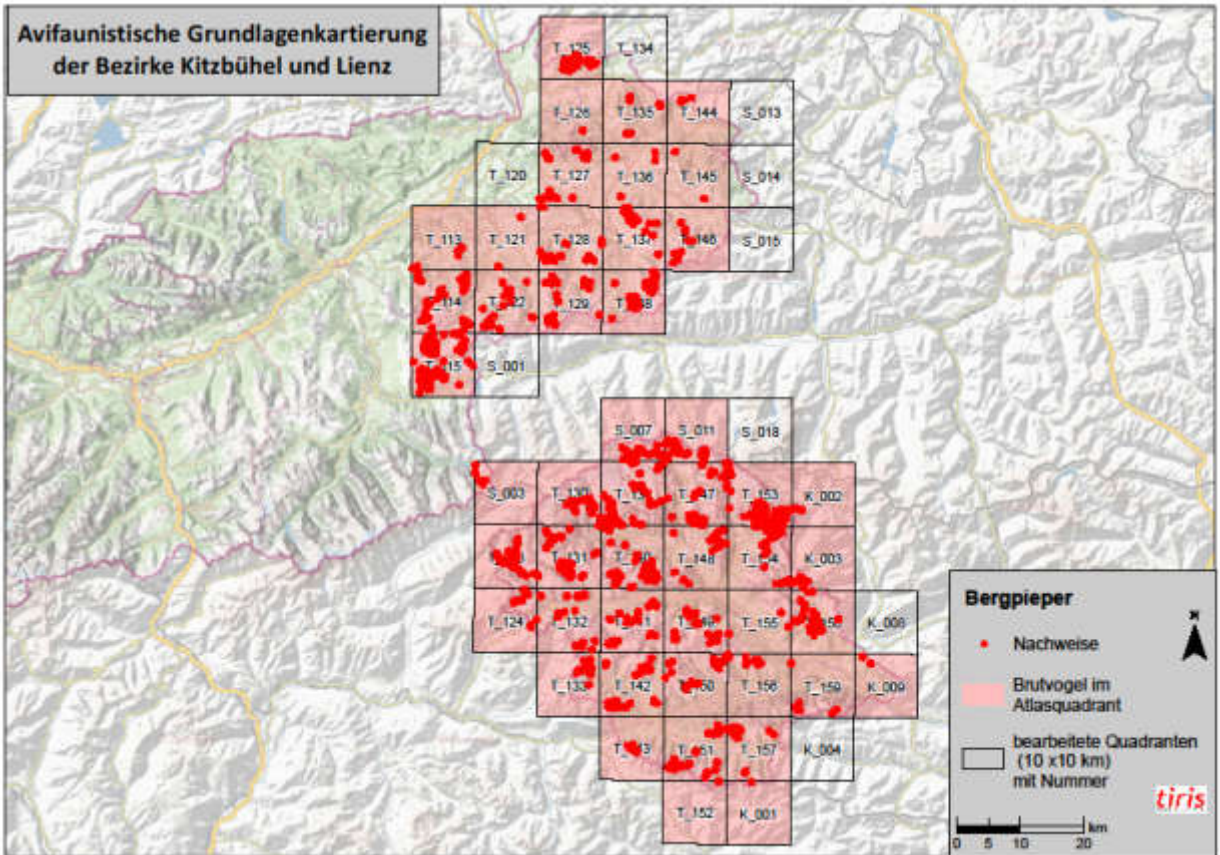 Avifaunistische Grundlagenkartierung
der Bezirke Kitzbühel und Lienz
T_125 T_134
T_126 T_135 T_144 S_013
T_120 T_127 T_136 T_145 S_014
T_113 T_121 T_128 T_137 T_146 S_015
T_114 T_122 T_129
S_001
S_007 S_011 S_018
S_003 T_130 T_147 T_153 K_002
T_131 T_148 K_003
T_124 T_132 T_155 K_008
T_133 T_142 T_150 T_156 T_159 K_009
T_151 T_157 K_004
T_152 K_001
Bergpieper
N
Nachweise
Brutvogel im
Atlasquadrant
bearbeitete Quadranten
(10 x10 km)
mit Nummer
tiris
km
0 5 10 20